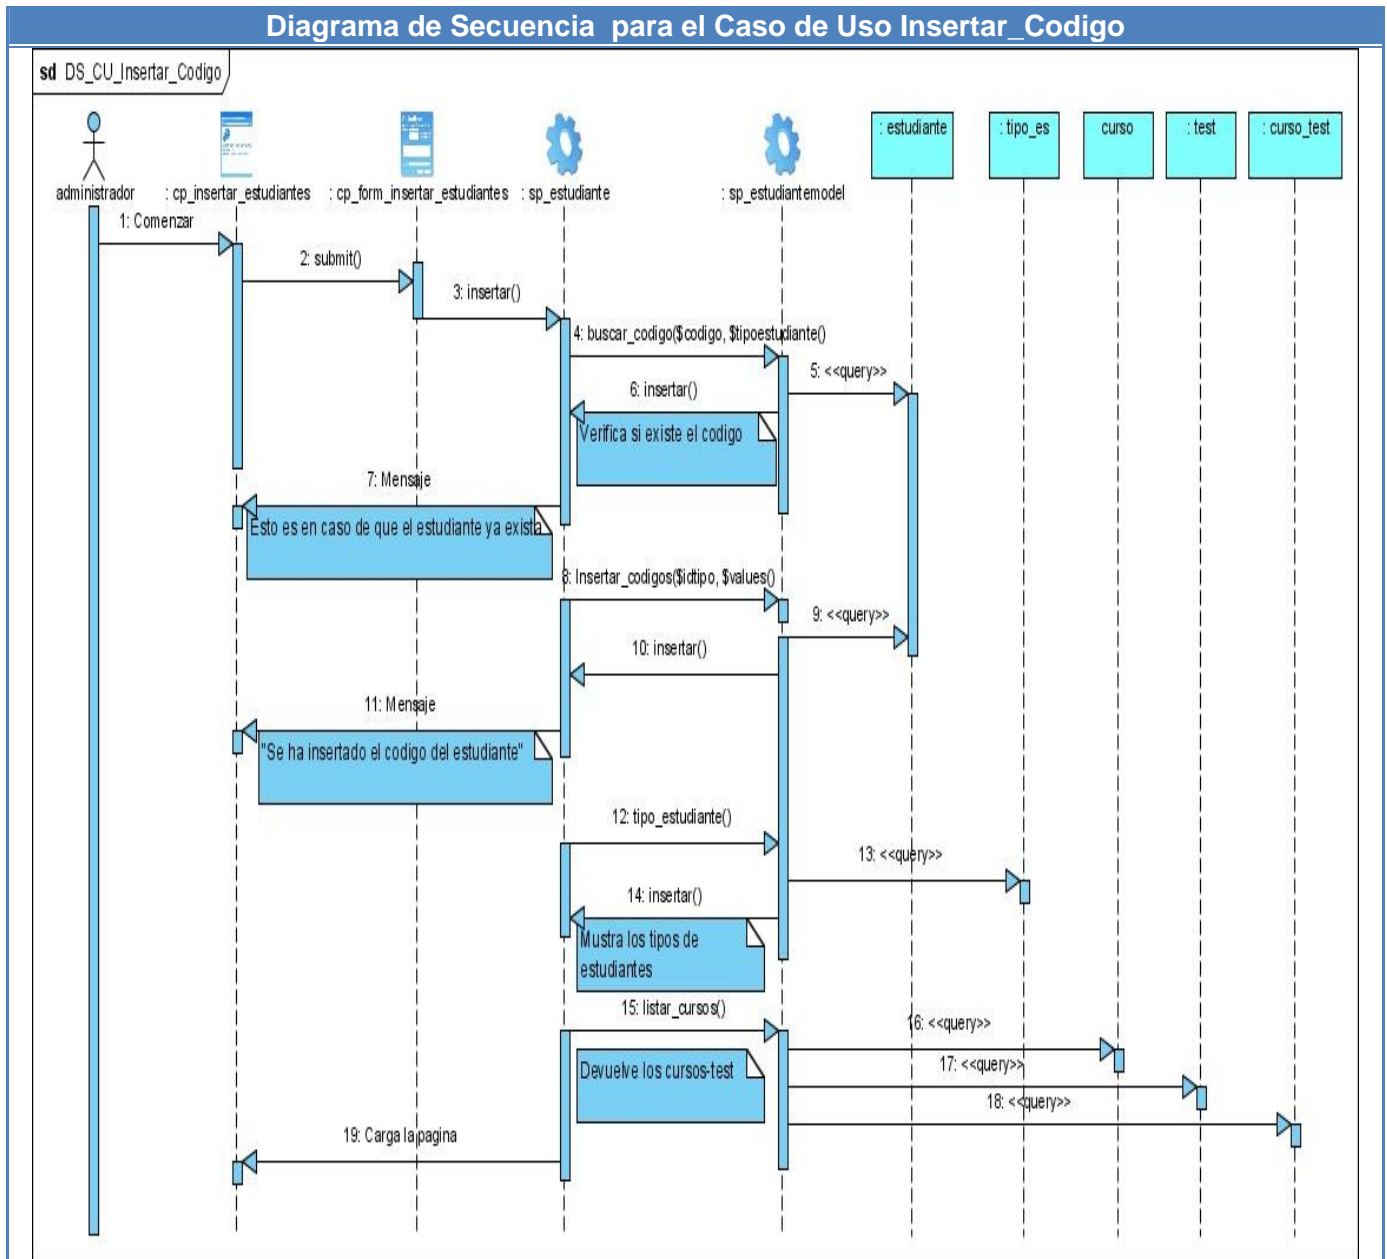 Diagrama de Secuencia  para el Caso de Uso Insertar_Codigo
sd DS_CU_Insertar_Codigo
: estudiante
: tipo_es
curso
: test
: curso_test
administrador
: cp_insertar_estudiantes
: cp_form_insertar_estudiantes
: sp_estudiante
: sp_estudiantemodel
1: Comenzar
2: submit()
3: insertar()
4: buscar_codigo($codigo, $tipoestudiante()
5: <<query>>
6: insertar()
Verifica si existe el codigo
7: Mensaje
Esto es en caso de que el estudiante ya exista
8: Insertar_codigos($idtipo, $values()
9: <<query>>
10: insertar()
11: Mensaje
"Se ha insertado el codigo del estudiante"
12: tipo_estudiante()
13: <<query>>
14: insertar()
Mustra los tipos de
estudiantes
15: listar_cursos()
16: <<query>>
Devuelve los cursos-test
17: <<query>>
18: <<query>>
19: Carga la pagina